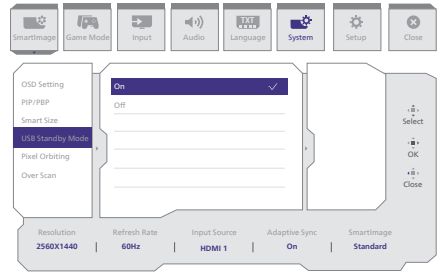 SmartImage
Game Mode
Input
Audio
TXT
Language
System
Setup
Close
OSD Setting
PIP/PBP
Smart Size
USB Standby Mode
Pixel Orbiting
Over Scan
On
Off
Select
OK
Close
Resolution
Refresh Rate
Input Source
Adaptive Sync
SmartImage
2560X1440
60Hz
HDMI 1
On
Standard